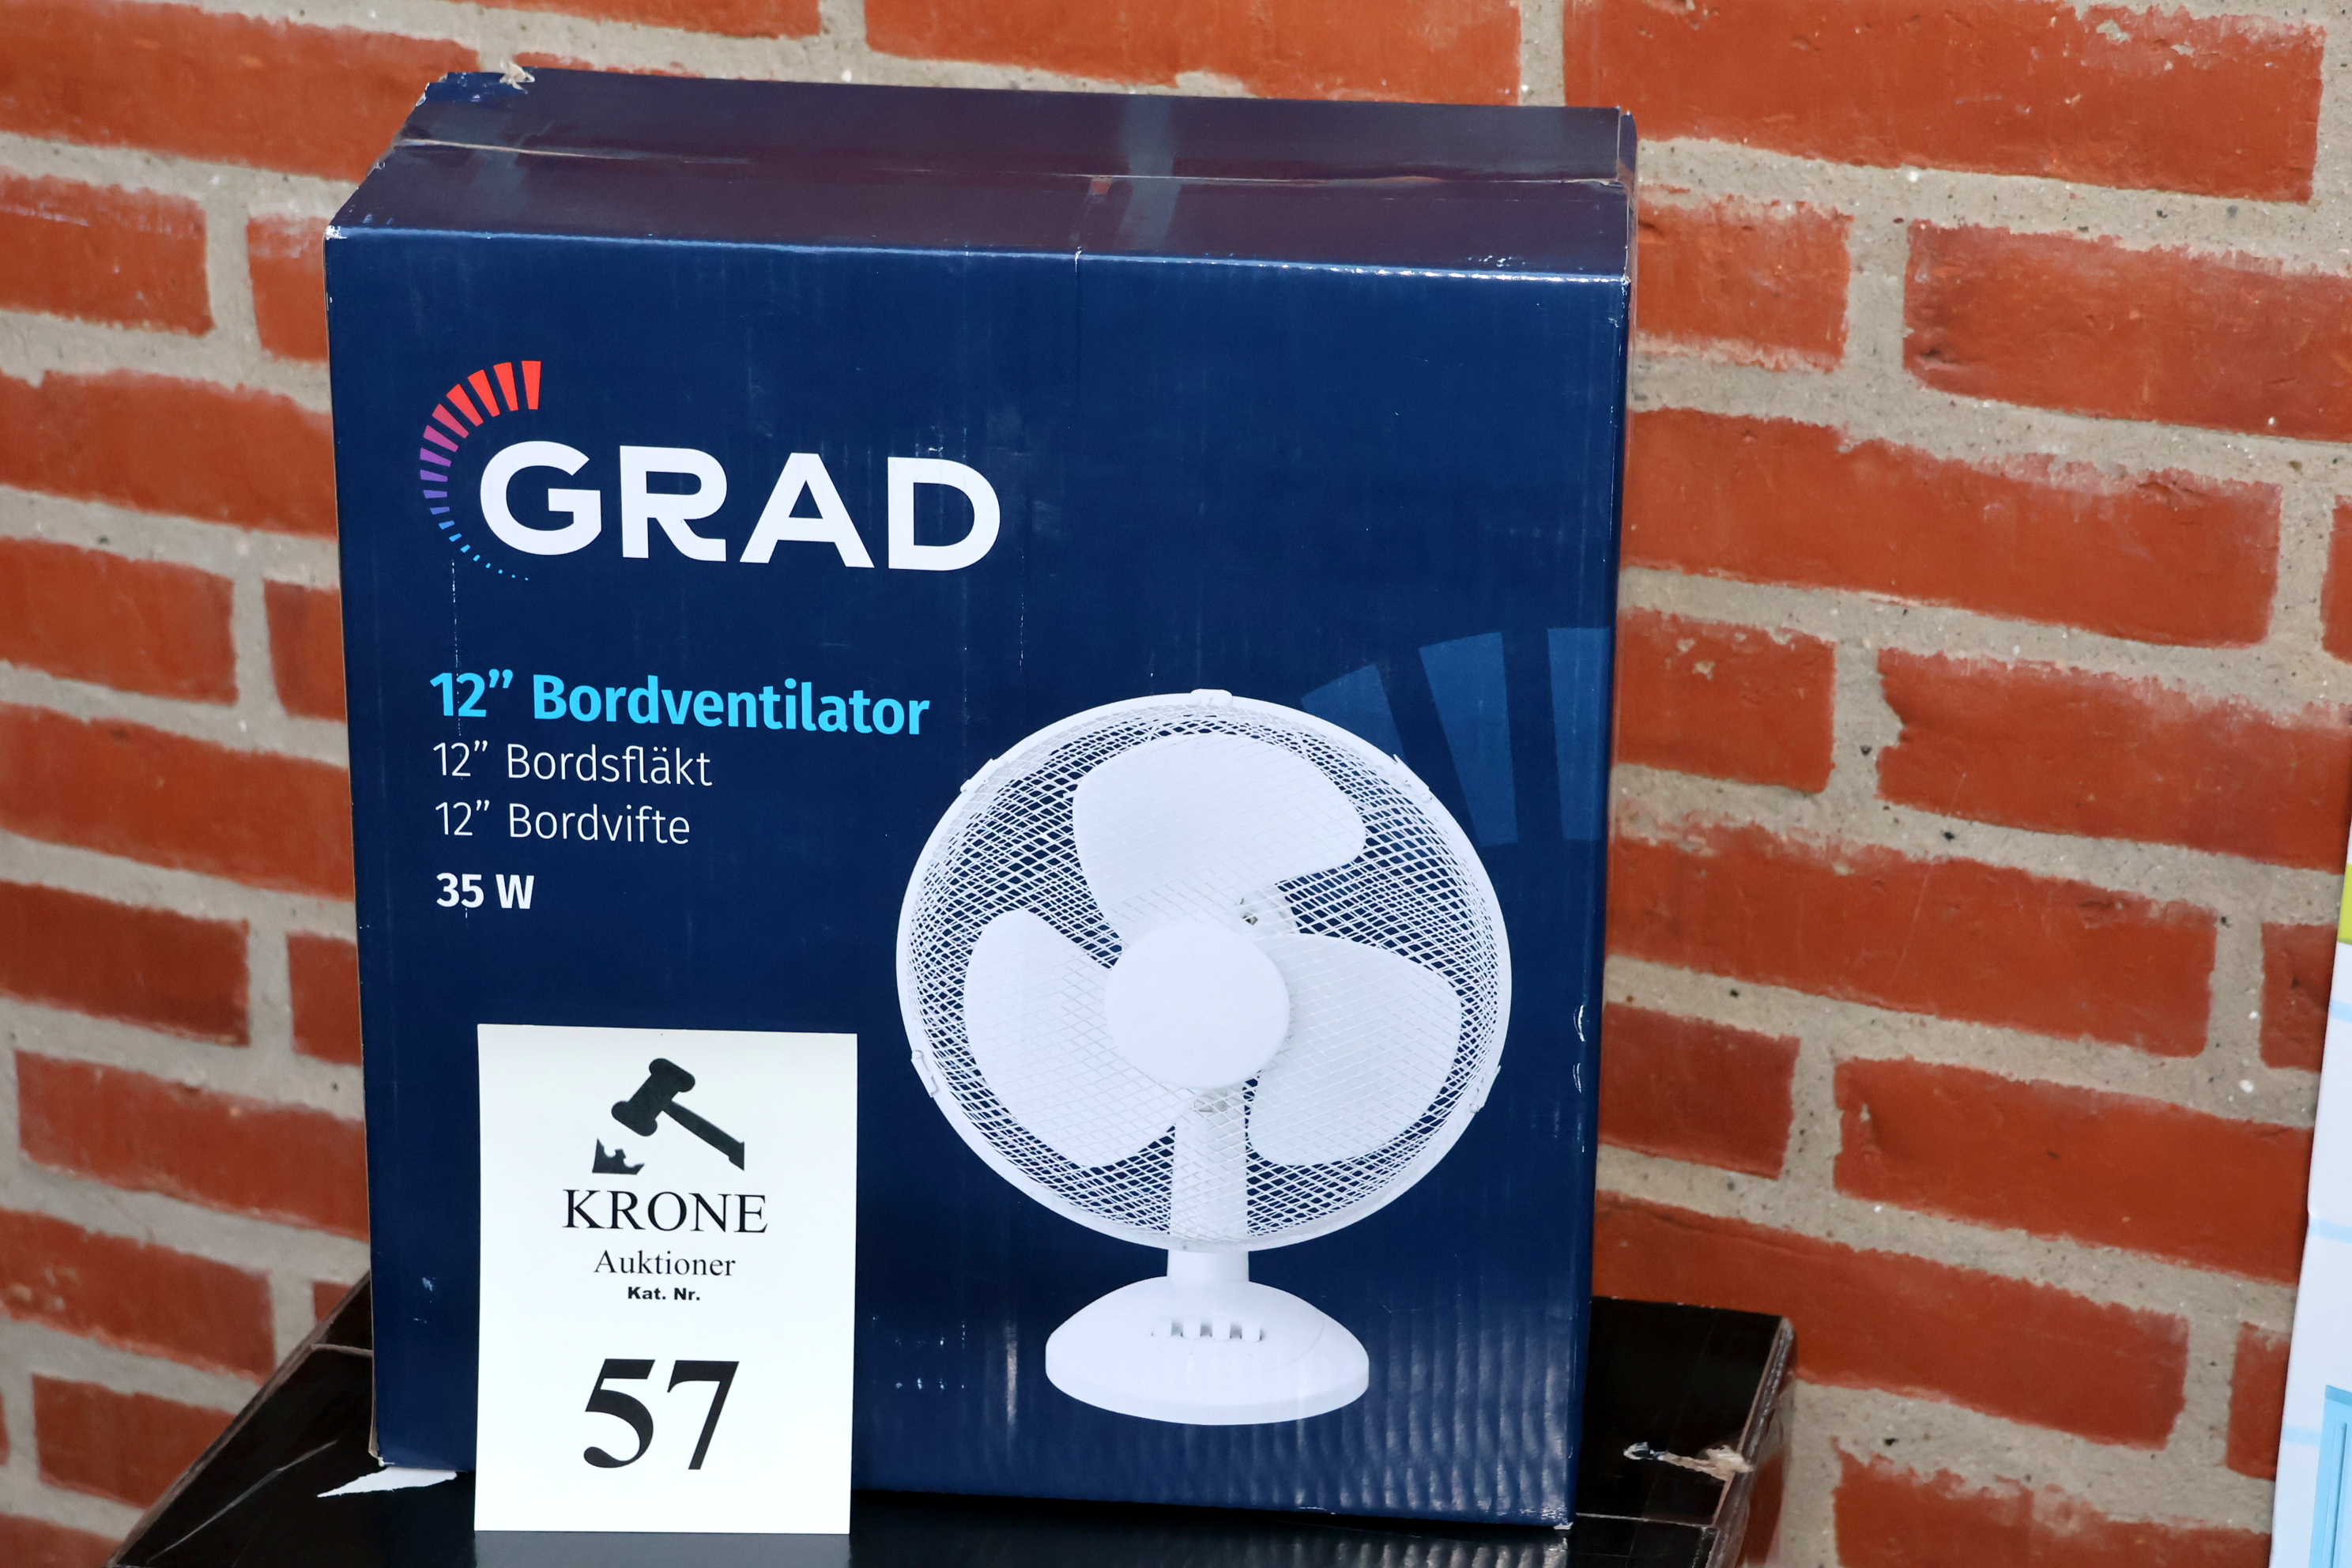 GRAD
12” Bordventilator
12” Bordsfläkt
12” Bordvifte
35 W
KRONE
Auktioner
Kat. Nr.
57